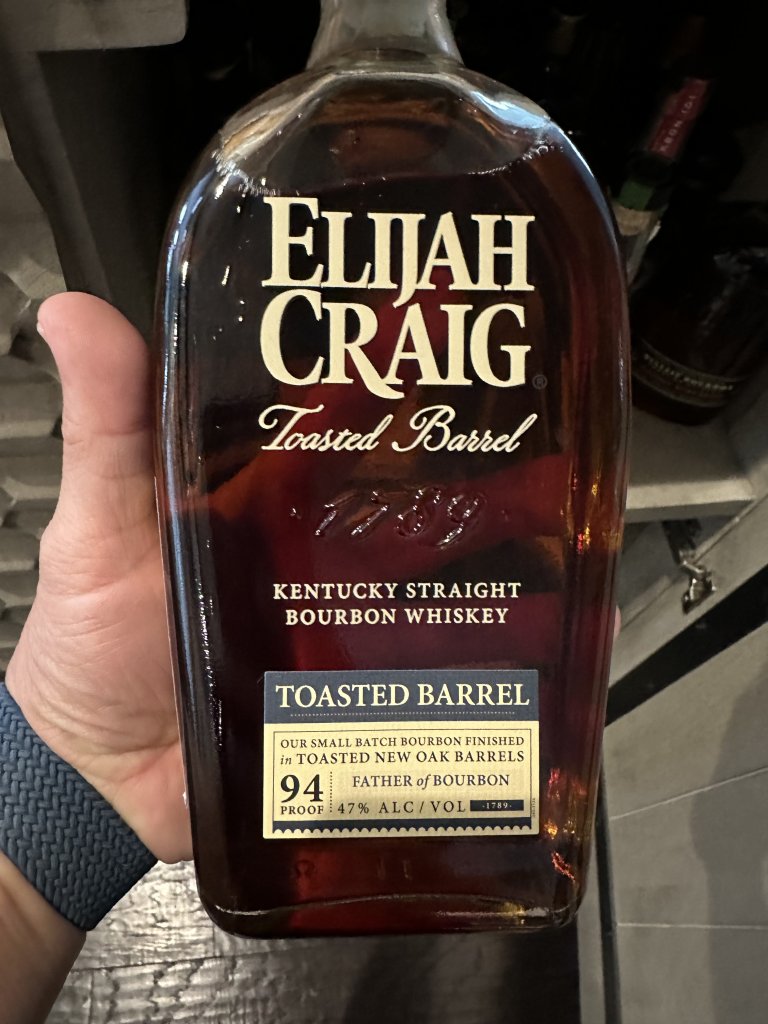 ELIJAH
CRAIG®
Toasted Barrel
·1789·
KENTUCKY STRAIGHT
BOURBON WHISKEY
TOASTED BARREL
OUR SMALL BATCH BOURBON FINISHED
in TOASTED NEW OAK BARRELS
94
PROOF
FATHER of BOURBON
47% ALC/VOL
·1789·